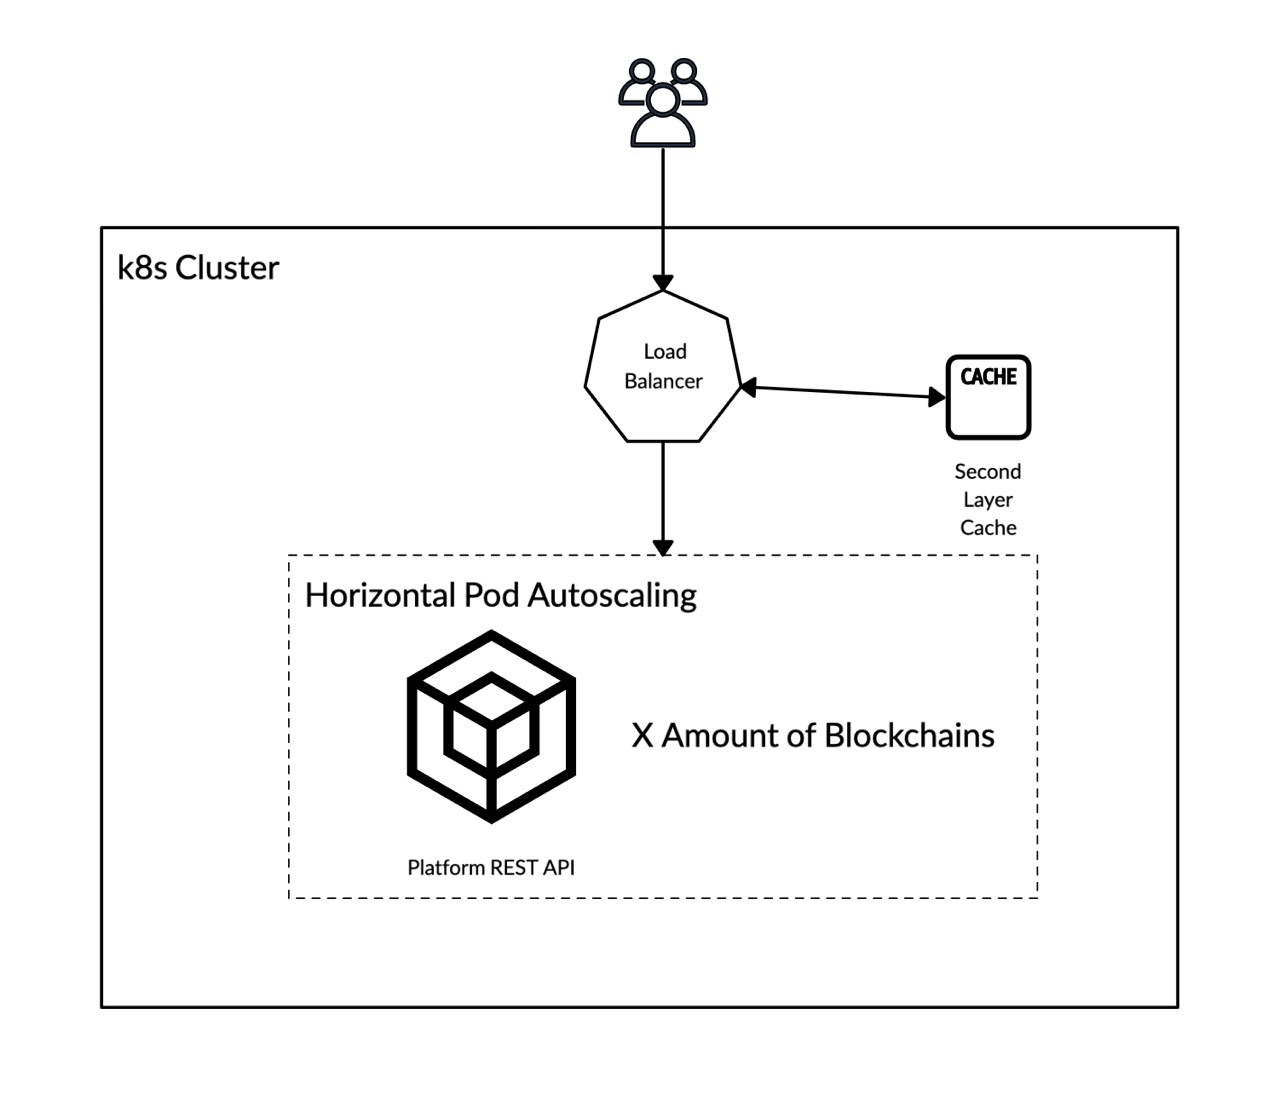 k8s Cluster
Load
Balancer
CACHE
Second
Layer
Cache
Horizontal Pod Autoscaling
X Amount of Blockchains
Platform REST API